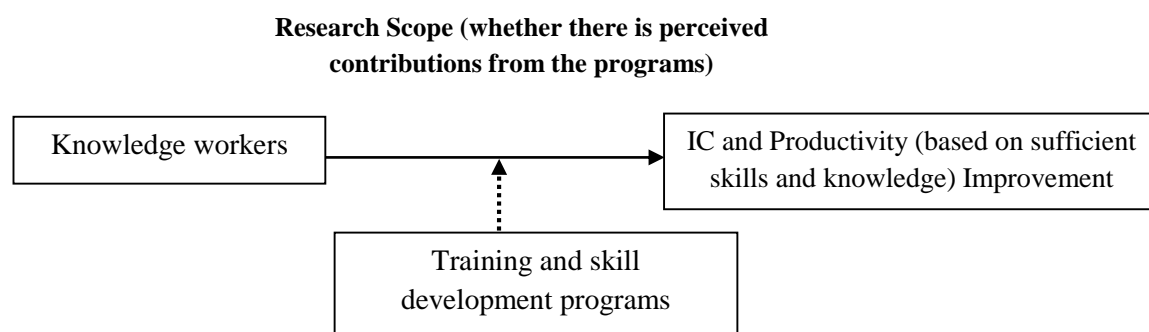 Research Scope (whether there is perceived
contributions from the programs)
Knowledge workers
IC and Productivity (based on sufficient
skills and knowledge) Improvement
Training and skill
development programs